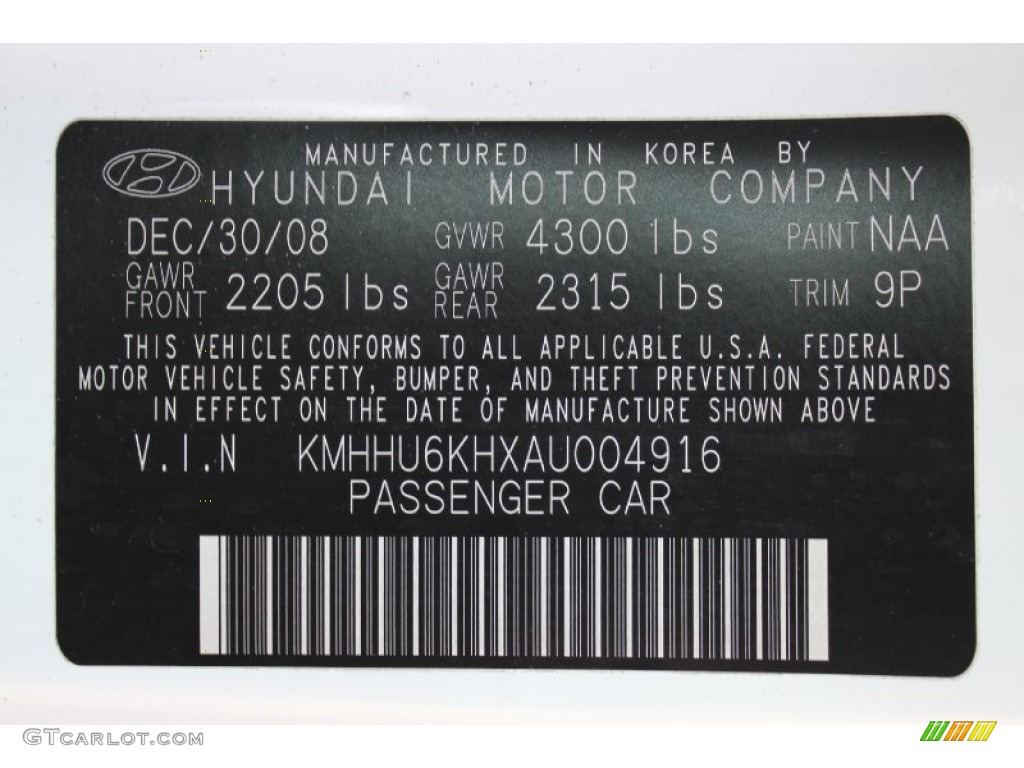 MANUFACTURED IN KOREA BY
HYUNDAI MOTOR COMPANY
DEC/30/08 GVWR 4300 lbs PAINT NAA
GAWR FRONT 2205 lbs GAWR REAR 2315 lbs TRIM 9P
THIS VEHICLE CONFORMS TO ALL APPLICABLE U.S.A. FEDERAL
MOTOR VEHICLE SAFETY, BUMPER, AND THEFT PREVENTION STANDARDS
IN EFFECT ON THE DATE OF MANUFACTURE SHOWN ABOVE
V.I.N KMHHU6KHXAU004916
PASSENGER CAR
GTCARLOT.COM